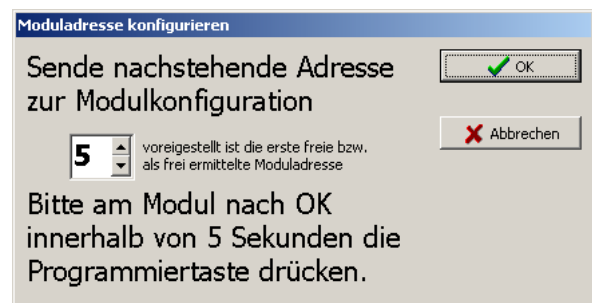 Moduladresse konfigurieren
Sende nachstehende Adresse
zur Modulkonfiguration
OK
Abbrechen
5
voreigestellt ist die erste freie bzw.
als frei ermittelte Moduladresse
Bitte am Modul nach OK
innerhalb von 5 Sekunden die
Programmiertaste drücken.